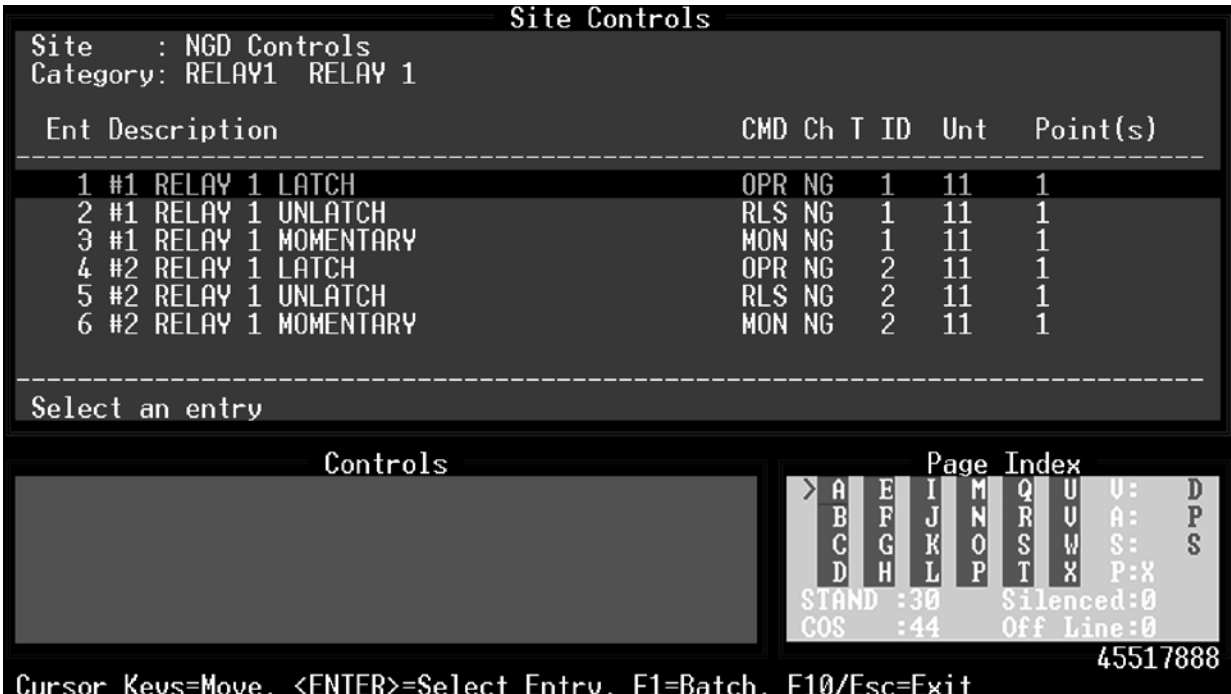 Site Controls
Site    : NGD Controls
Category: RELAY1  RELAY 1
Ent Description CMD Ch T ID Unt Point(s)
1 #1 RELAY 1 LATCH OPR NG 1 11 1
2 #1 RELAY 1 UNLATCH RLS NG 1 11 1
3 #1 RELAY 1 MOMENTARY MON NG 1 11 1
4 #2 RELAY 1 LATCH OPR NG 2 11 1
5 #2 RELAY 1 UNLATCH RLS NG 2 11 1
6 #2 RELAY 1 MOMENTARY MON NG 2 11 1
Select an entry
Controls
Page Index
> A E I M Q U V: D
B F J N R V A: P
C G K O S W S: S
D H L P T X P:X
STAND :30 Silenced:0
COS :44 Off Line:0
45517888
Cursor Keys=Move, <ENTER>=Select Entry, F1=Batch, F10/Esc=Exit